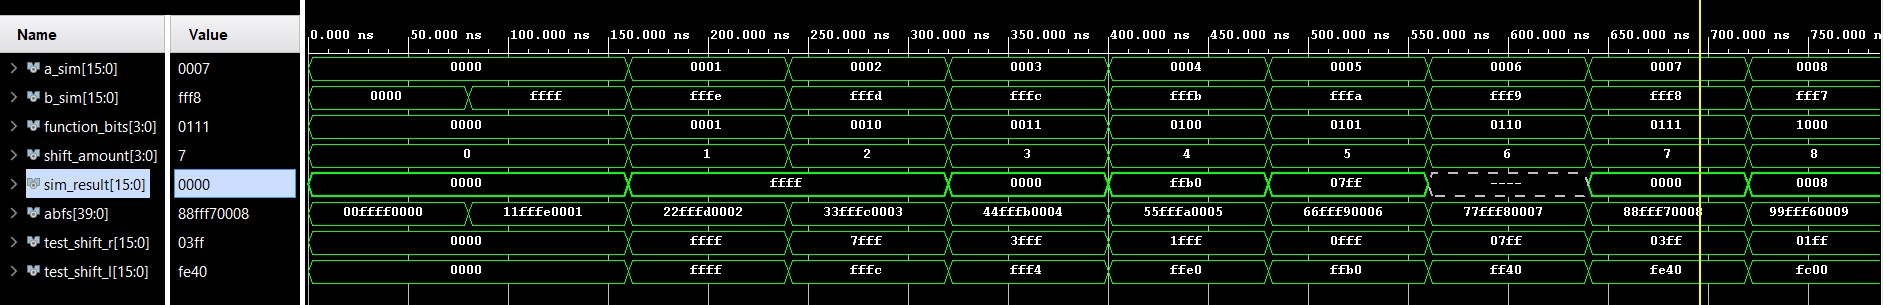 Name Value 0.000 ns 50.000 ns 100.000 ns 150.000 ns 200.000 ns 250.000 ns 300.000 ns 350.000 ns 400.000 ns 450.000 ns 500.000 ns 550.000 ns 600.000 ns 650.000 ns 700.000 ns 750.000 n
a_sim[15:0] 0007 0000 0001 0002 0003 0004 0005 0006 0007 0008
b_sim[15:0] fff8 0000 ffff fffe fffd fffc fffb fffa fff9 fff8 fff7
function_bits[3:0] 0111 0000 0001 0010 0011 0100 0101 0110 0111 1000
shift_amount[3:0] 7 0 1 2 3 4 5 6 7 8
sim_result[15:0] 0000 0000 ffff 0000 ffb0 07ff ---- 0000 0008
abfs[39:0] 88fff70008 00ffff0000 11fffe0001 22fffd0002 33fffc0003 44fffb0004 55fffa0005 66fff90006 77fff80007 88fff70008 99fff60009
test_shift_r[15:0] 03ff 0000 ffff 7fff 3fff 1fff 0fff 07ff 03ff 01ff
test_shift_l[15:0] fe40 0000 ffff fffc fff4 ffe0 ffb0 ff40 fe40 fc00